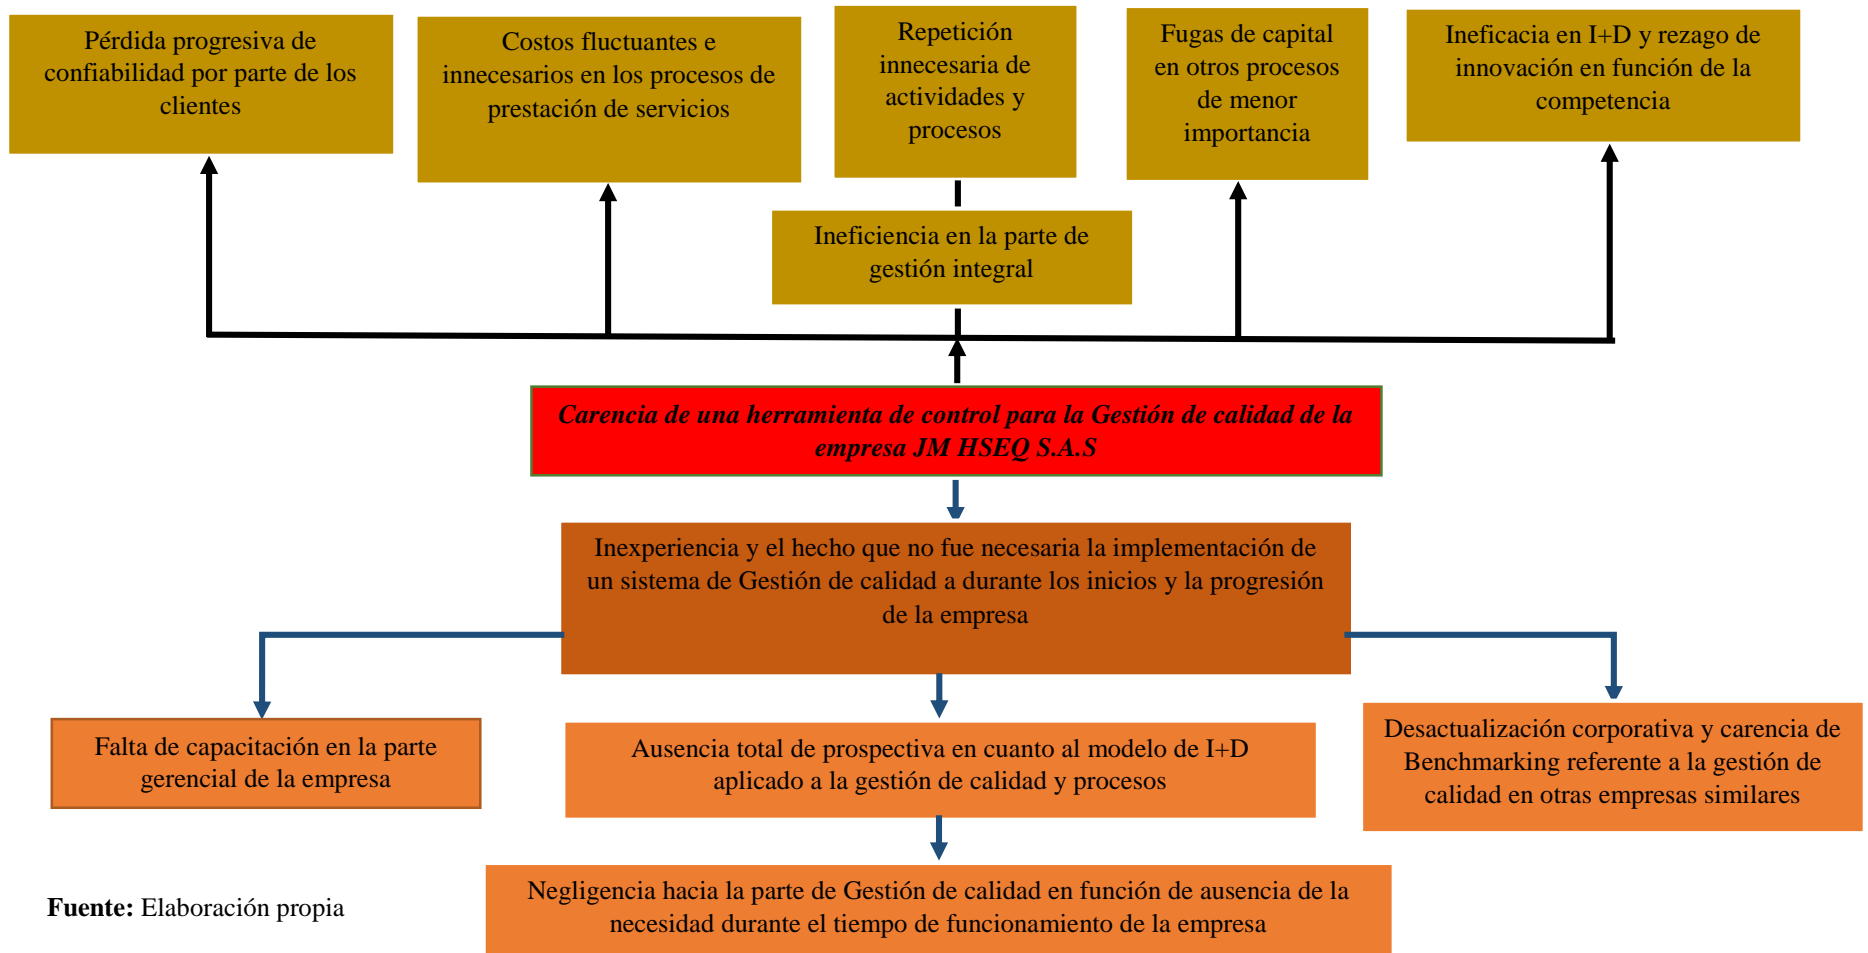 Pérdida progresiva de
confiabilidad por parte de los
clientes
Costos fluctuantes e
innecesarios en los procesos de
prestación de servicios
Repetición
innecesaria de
actividades y
procesos
Fugas de capital
en otros procesos
de menor
importancia
Ineficacia en I+D y rezago de
innovación en función de la
competencia
Ineficiencia en la parte de
gestión integral
Carencia de una herramienta de control para la Gestión de calidad de la
empresa JM HSEQ S.A.S
Inexperiencia y el hecho que no fue necesaria la implementación de
un sistema de Gestión de calidad a durante los inicios y la progresión
de la empresa
Falta de capacitación en la parte
gerencial de la empresa
Ausencia total de prospectiva en cuanto al modelo de I+D
aplicado a la gestión de calidad y procesos
Desactualización corporativa y carencia de
Benchmarking referente a la gestión de
calidad en otras empresas similares
Negligencia hacia la parte de Gestión de calidad en función de ausencia de la
necesidad durante el tiempo de funcionamiento de la empresa
Fuente: Elaboración propia